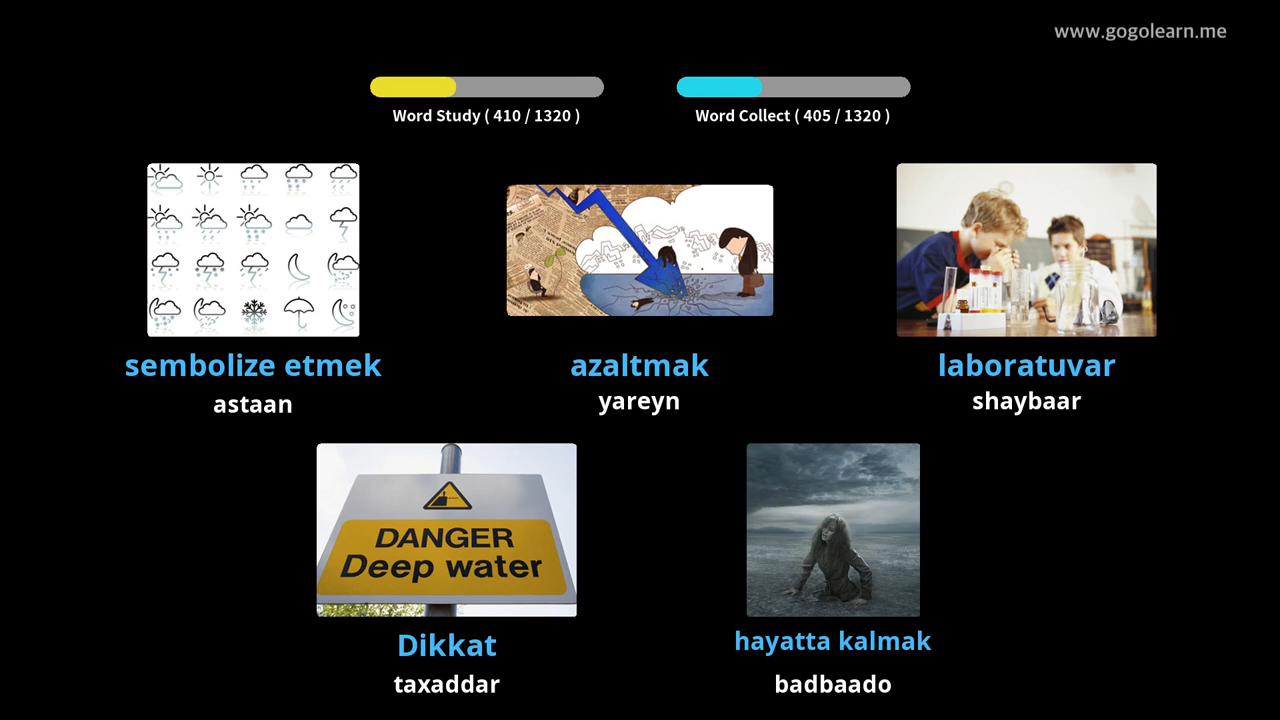 www.gogolearn.me
Word Study ( 410 / 1320 )
Word Collect ( 405 / 1320 )
sembolize etmek
astaan
azaltmak
yareyn
laboratuvar
shaybaar
DANGER
Deep water
Dikkat
taxaddar
hayatta kalmak
badbaado